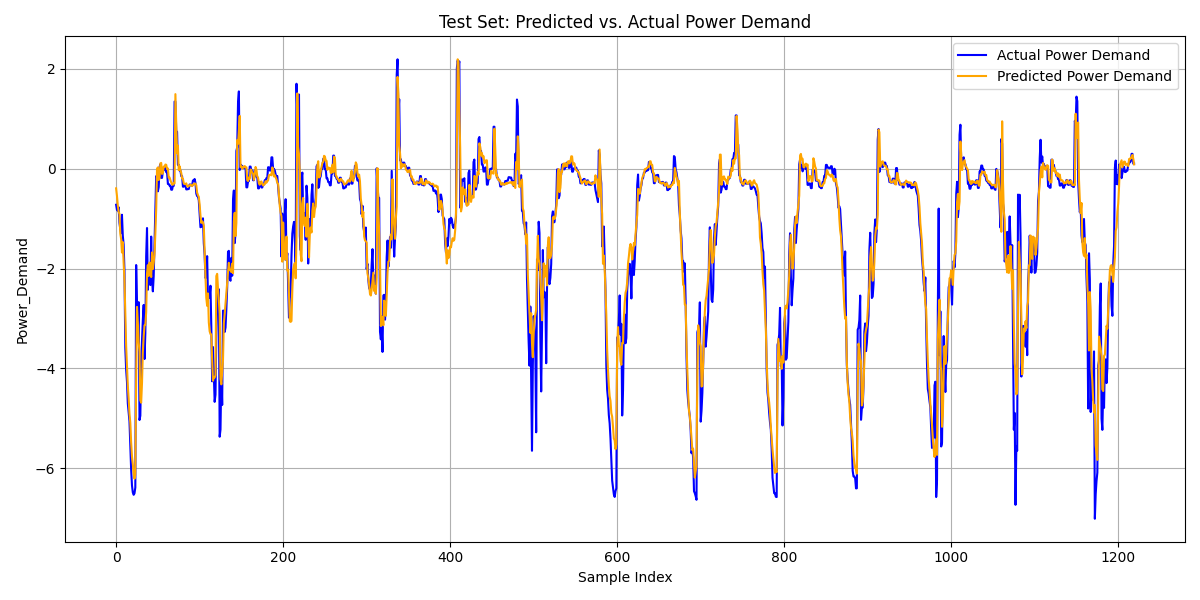 Test Set: Predicted vs. Actual Power Demand
Actual Power Demand
Predicted Power Demand
Power_Demand
2
0
−2
−4
−6
0 200 400 600 800 1000 1200
Sample Index